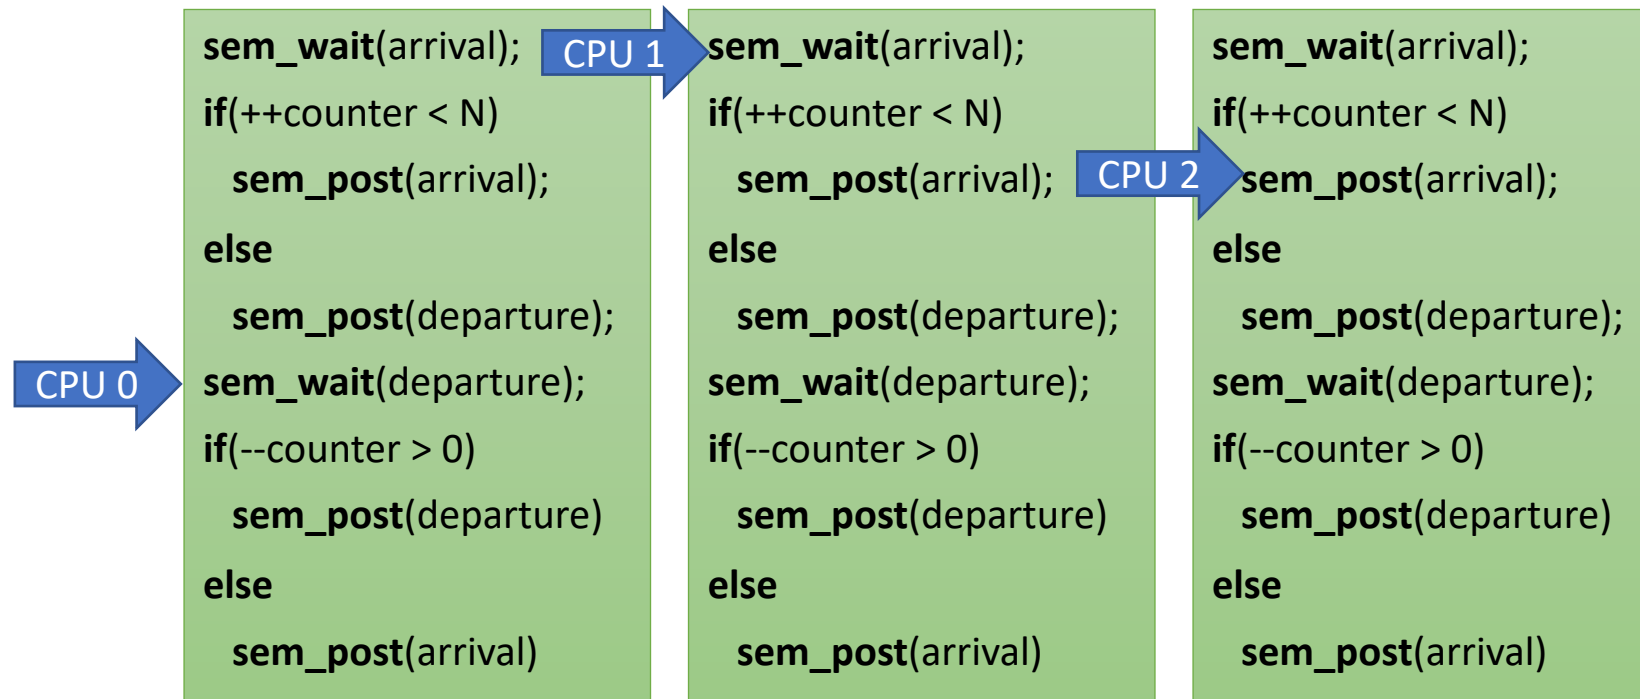 sem_wait(arrival);
if(++counter < N)
sem_post(arrival);
else
sem_post(departure);
CPU 0
sem_wait(departure);
if(--counter > 0)
sem_post(departure)
else
sem_post(arrival)
CPU 1
sem_wait(arrival);
if(++counter < N)
sem_post(arrival);
else
sem_post(departure);
sem_wait(departure);
if(--counter > 0)
sem_post(departure)
else
sem_post(arrival)
sem_wait(arrival);
if(++counter < N)
CPU 2
sem_post(arrival);
else
sem_post(departure);
sem_wait(departure);
if(--counter > 0)
sem_post(departure)
else
sem_post(arrival)